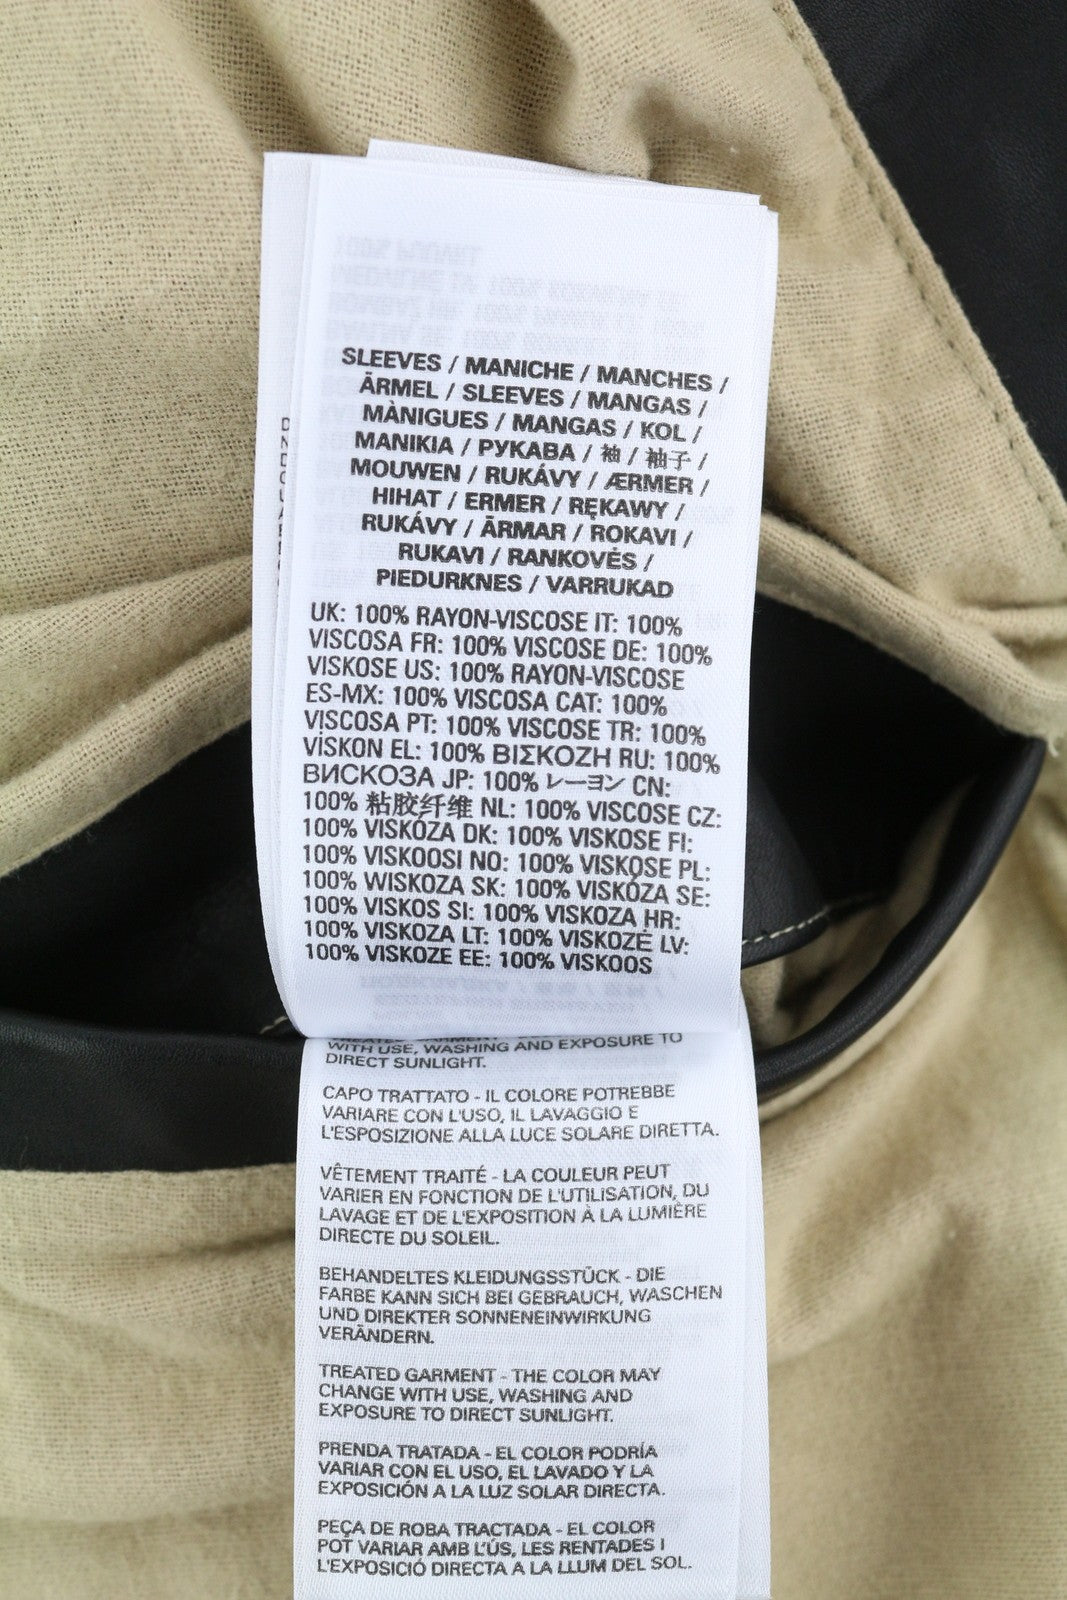 SLEEVES / MANICHE / MANCHES /
ÄRMEL / SLEEVES / MANGAS /
MÀNIGUES / MANGAS / KOL /
MANIKIA / РУКАВА / 袖 / 袖子 /
MOUWEN / RUKÁVY / ÆRMER /
HIHAT / ERMER / RĘKAWY /
RUKÁVY / ÄRMAR / ROKAVI /
RUKAVI / RANKOVĖS /
PIEDURKNES / VARRUKAD
UK: 100% RAYON-VISCOSE IT: 100%
VISCOSA FR: 100% VISCOSE DE: 100%
VISKOSE US: 100% RAYON-VISCOSE
ES-MX: 100% VISCOSA CAT: 100%
VISCOSA PT: 100% VISCOSE TR: 100%
VİSKON EL: 100% ΒΙΣΚΟΖΗ RU: 100%
ВИСКОЗА JP: 100% レーヨン CN:
100% 粘胶纤维 NL: 100% VISCOSE CZ:
100% VISKÓZA DK: 100% VISKOSE FI:
100% VISKOOSI NO: 100% VISKOSE PL:
100% WISKOZA SK: 100% VISKÓZA SE:
100% VISKOS SI: 100% VISKOZA HR:
100% VISKOZA LT: 100% VISKOZĖ LV:
100% VISKOZE EE: 100% VISKOOS
WITH USE, WASHING AND EXPOSURE TO
DIRECT SUNLIGHT.
CAPO TRATTATO - IL COLORE POTREBBE
VARIARE CON L'USO, IL LAVAGGIO E
L'ESPOSIZIONE ALLA LUCE SOLARE DIRETTA.
VÊTEMENT TRAITÉ - LA COULEUR PEUT
VARIER EN FONCTION DE L'UTILISATION, DU
LAVAGE ET DE L'EXPOSITION À LA LUMIÈRE
DIRECTE DU SOLEIL.
BEHANDELTES KLEIDUNGSSTÜCK - DIE
FARBE KANN SICH BEI GEBRAUCH, WASCHEN
UND DIREKTER SONNENEINWIRKUNG
VERÄNDERN.
TREATED GARMENT - THE COLOR MAY
CHANGE WITH USE, WASHING AND
EXPOSURE TO DIRECT SUNLIGHT.
PRENDA TRATADA - EL COLOR PODRÍA
VARIAR CON EL USO, EL LAVADO Y LA
EXPOSICIÓN A LA LUZ SOLAR DIRECTA.
PEÇA DE ROBA TRACTADA - EL COLOR
POT VARIAR AMB L'ÚS, LES RENTADES I
L'EXPOSICIÓ DIRECTA A LA LLUM DEL SOL.